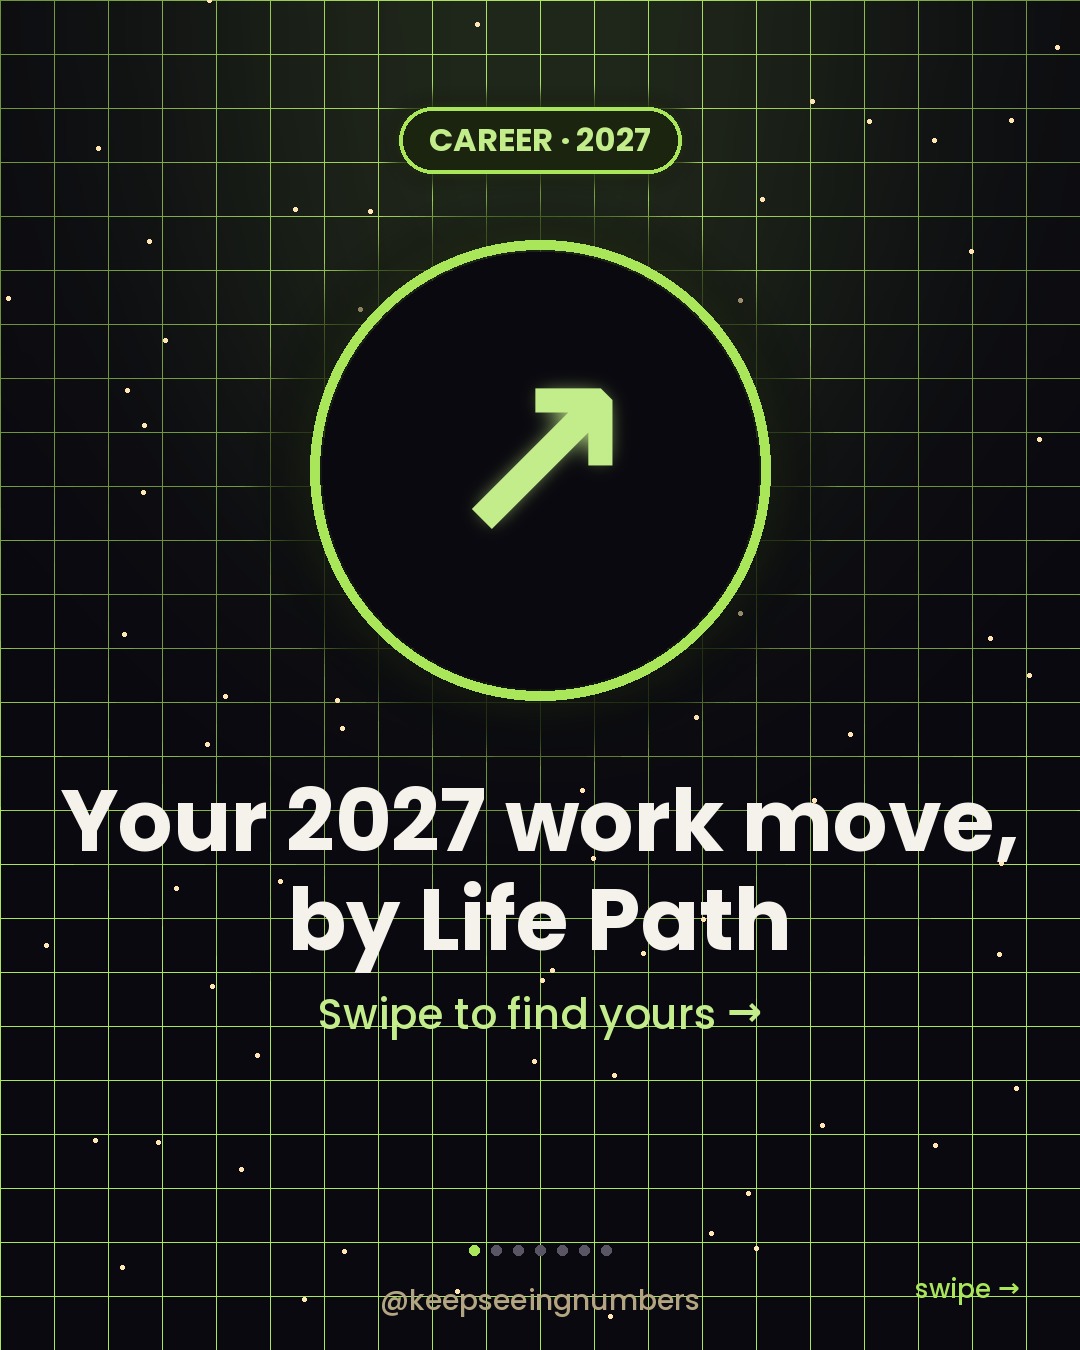 CAREER · 2027
Your 2027 work move,
by Life Path
Swipe to find yours →
@keepseeingnumbers
swipe →